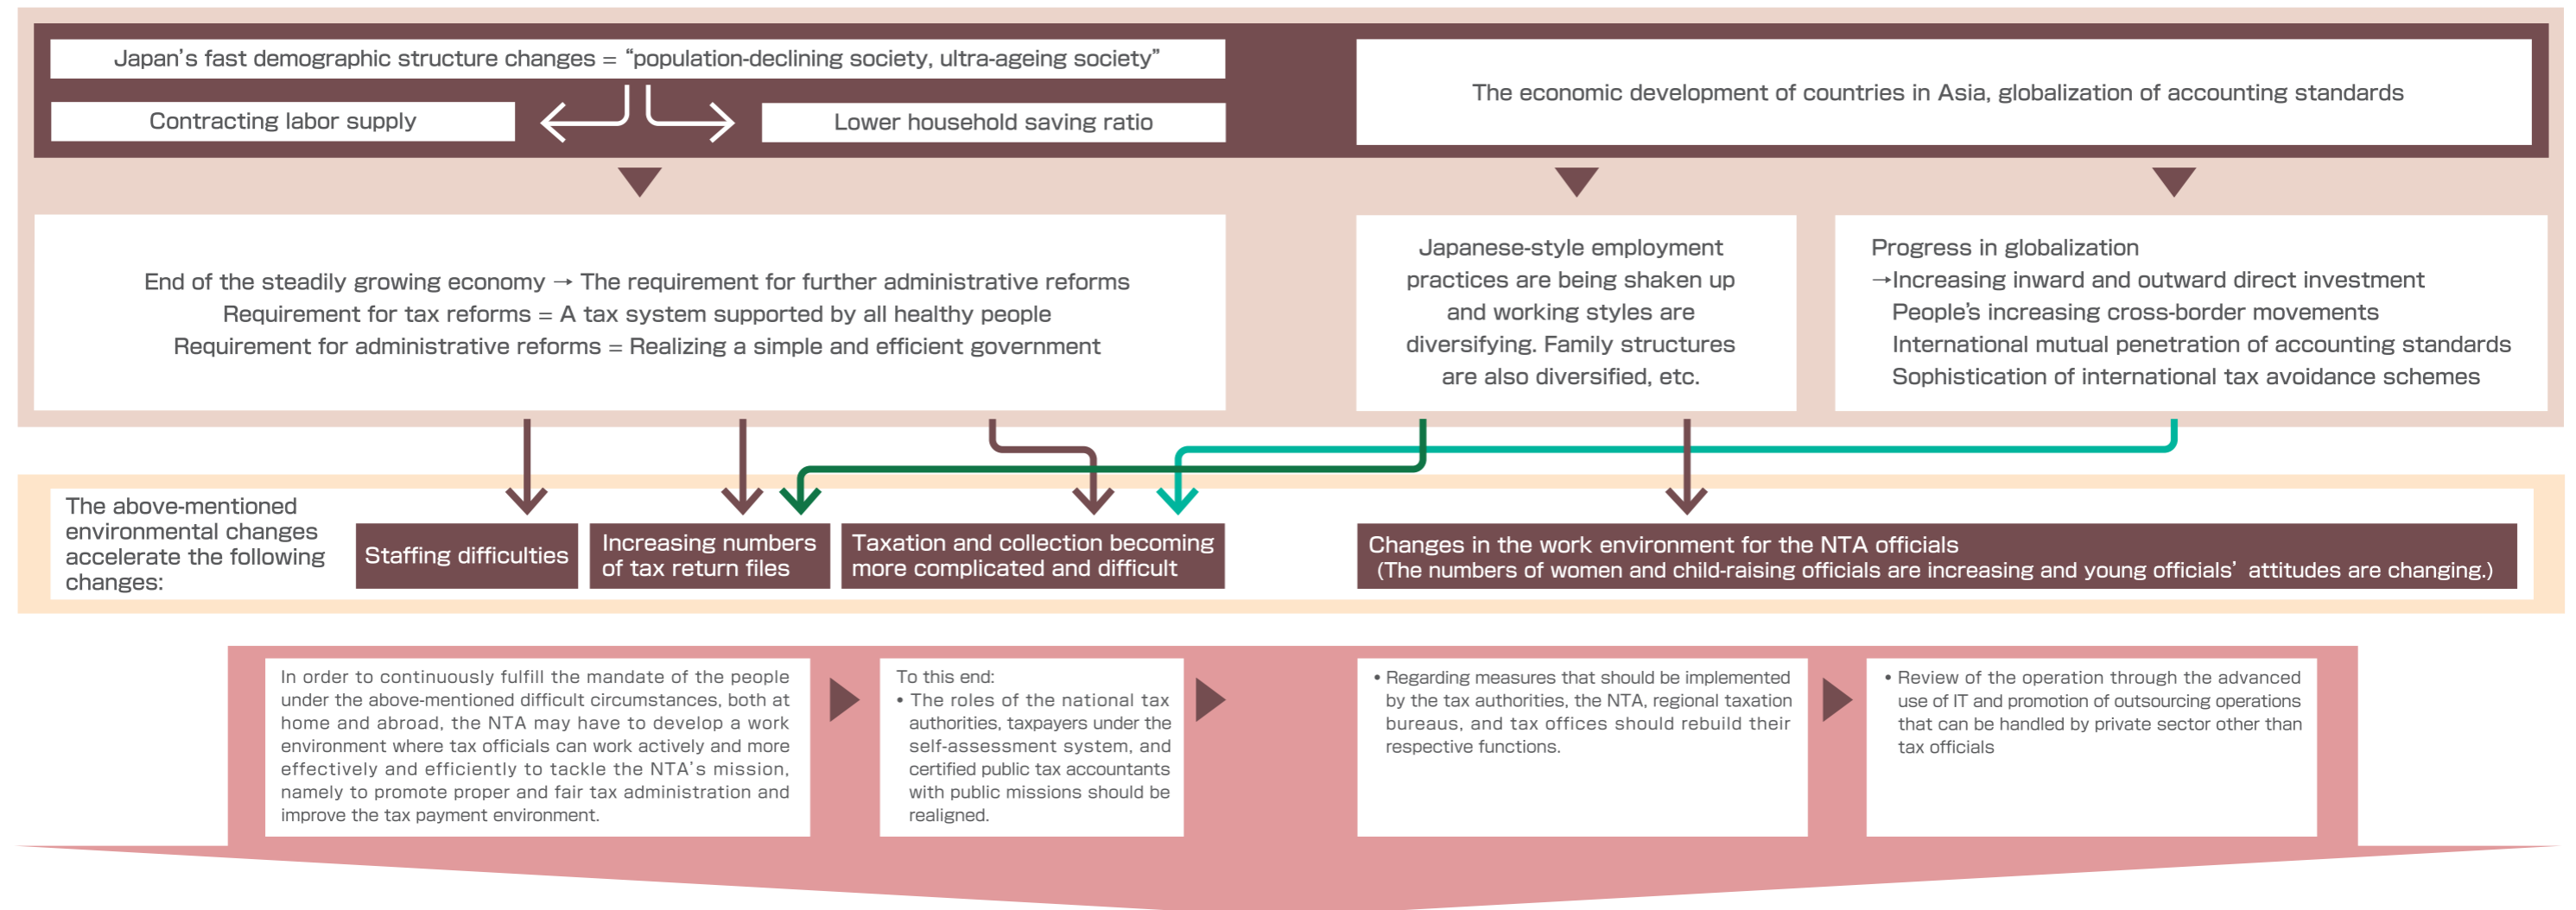 Japan’s fast demographic structure changes = “population-declining society, ultra-ageing society”
Contracting labor supply
Lower household saving ratio
The economic development of countries in Asia, globalization of accounting standards
End of the steadily growing economy → The requirement for further administrative reforms
Requirement for tax reforms = A tax system supported by all healthy people
Requirement for administrative reforms = Realizing a simple and efficient government
Japanese-style employment
practices are being shaken up
and working styles are
diversifying. Family structures
are also diversified, etc.
Progress in globalization
→Increasing inward and outward direct investment
People’s increasing cross-border movements
International mutual penetration of accounting standards
Sophistication of international tax avoidance schemes
The above-mentioned
environmental changes
accelerate the following
changes:
Staffing difficulties
Increasing numbers
of tax return files
Taxation and collection becoming
more complicated and difficult
Changes in the work environment for the NTA officials
(The numbers of women and child-raising officials are increasing and young officials’ attitudes are changing.)
In order to continuously fulfill the mandate of the people
under the above-mentioned difficult circumstances, both at
home and abroad, the NTA may have to develop a work
environment where tax officials can work actively and more
effectively and efficiently to tackle the NTA’s mission,
namely to promote proper and fair tax administration and
improve the tax payment environment.
To this end:
• The roles of the national tax
authorities, taxpayers under the
self-assessment system, and
certified public tax accountants
with public missions should be
realigned.
• Regarding measures that should be implemented
by the tax authorities, the NTA, regional taxation
bureaus, and tax offices should rebuild their
respective functions.
• Review of the operation through the advanced
use of IT and promotion of outsourcing operations
that can be handled by private sector other than
tax officials